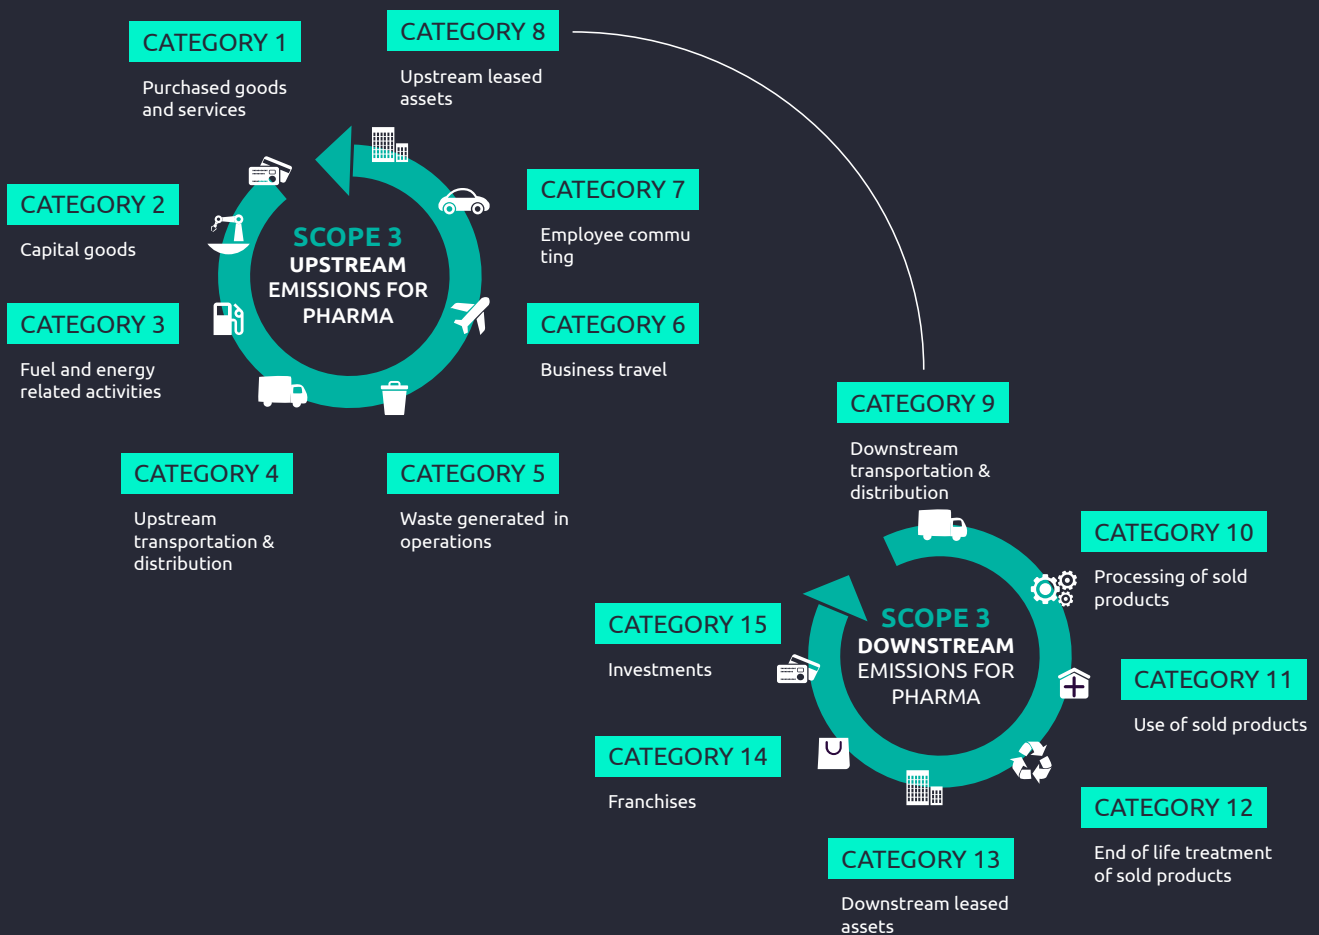 CATEGORY 1
Purchased goods
and services
CATEGORY 8
Upstream leased
assets
CATEGORY 2
Capital goods
CATEGORY 7
Employee commu
ting
SCOPE 3
UPSTREAM
EMISSIONS FOR
PHARMA
CATEGORY 3
Fuel and energy
related activities
CATEGORY 6
Business travel
CATEGORY 4
Upstream
transportation &
distribution
CATEGORY 5
Waste generated in
operations
CATEGORY 9
Downstream
transportation &
distribution
CATEGORY 10
Processing of sold
products
CATEGORY 15
Investments
SCOPE 3
DOWNSTREAM
EMISSIONS FOR
PHARMA
CATEGORY 11
Use of sold products
CATEGORY 14
Franchises
CATEGORY 12
End of life treatment
of sold products
CATEGORY 13
Downstream leased
assets